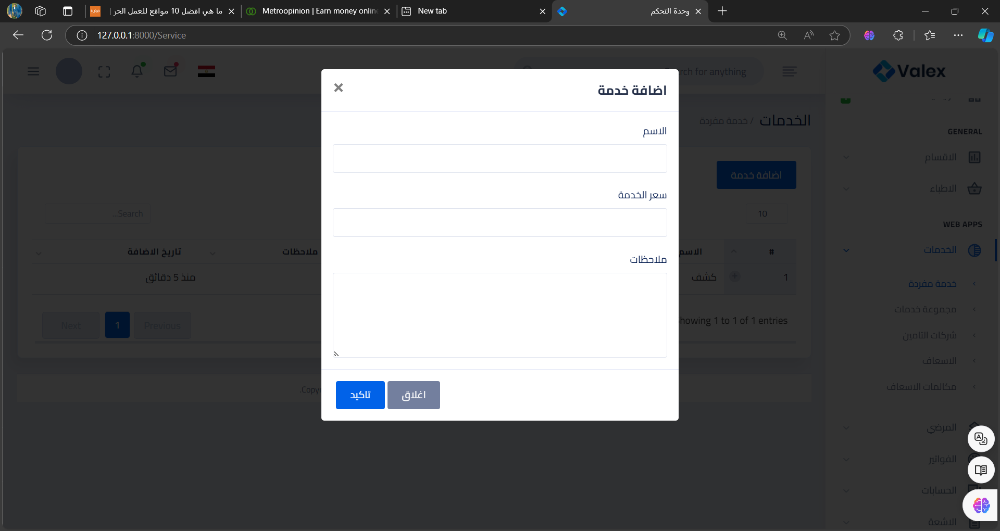 ما هي افضل 10 مواقع للعمل الحر |
Metroopinion | Earn money online
New tab
وحدة التحكم
127.0.0.1:8000/Service
Valex
rch for anything
الخدمات / خدمة مفردة
GENERAL
الاقسام
الاطباء
WEB APPS
الخدمات
خدمة مفردة
مجموعة خدمات
شركات التامين
الاسعاف
مكالمات الاسعاف
المرضي
الفواتير
الحسابات
الاشعة
اضافة خدمة
10
Search...
# الاسم ملاحظات تاريخ الاضافة
1 كشف منذ 5 دقائق
howing 1 to 1 of 1 entries
Previous 1 Next
Copyr.
اضافة خدمة
×
الاسم
سعر الخدمة
ملاحظات
اغلاق
تاكيد